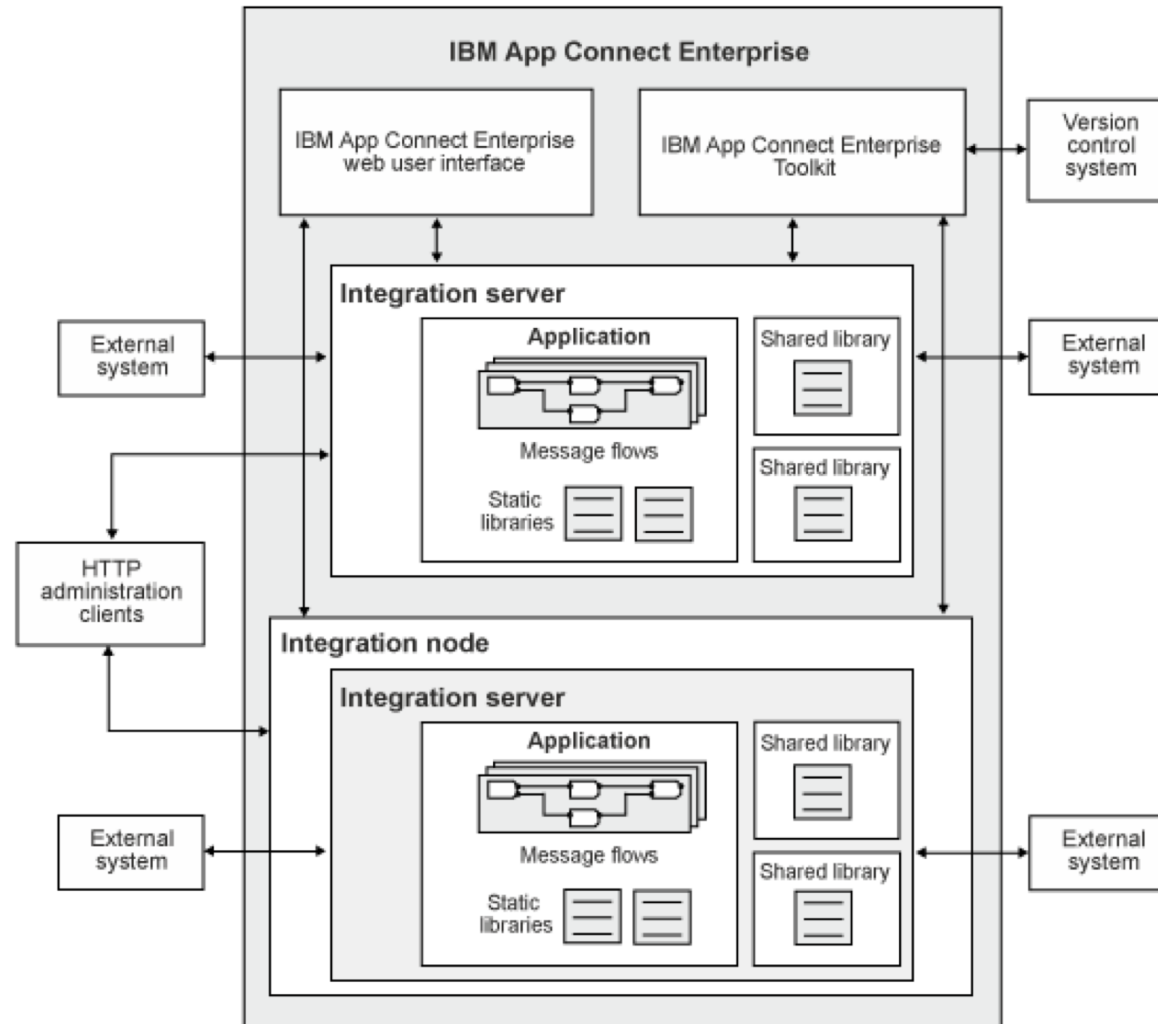 IBM App Connect Enterprise
IBM App Connect Enterprise
web user interface
IBM App Connect Enterprise
Toolkit
Version
control
system
Integration server
External
system
Application
Message flows
Static
libraries
Shared library
Shared library
External
system
HTTP
administration
clients
Integration node
Integration server
External
system
Application
Message flows
Static
libraries
Shared library
Shared library
External
system